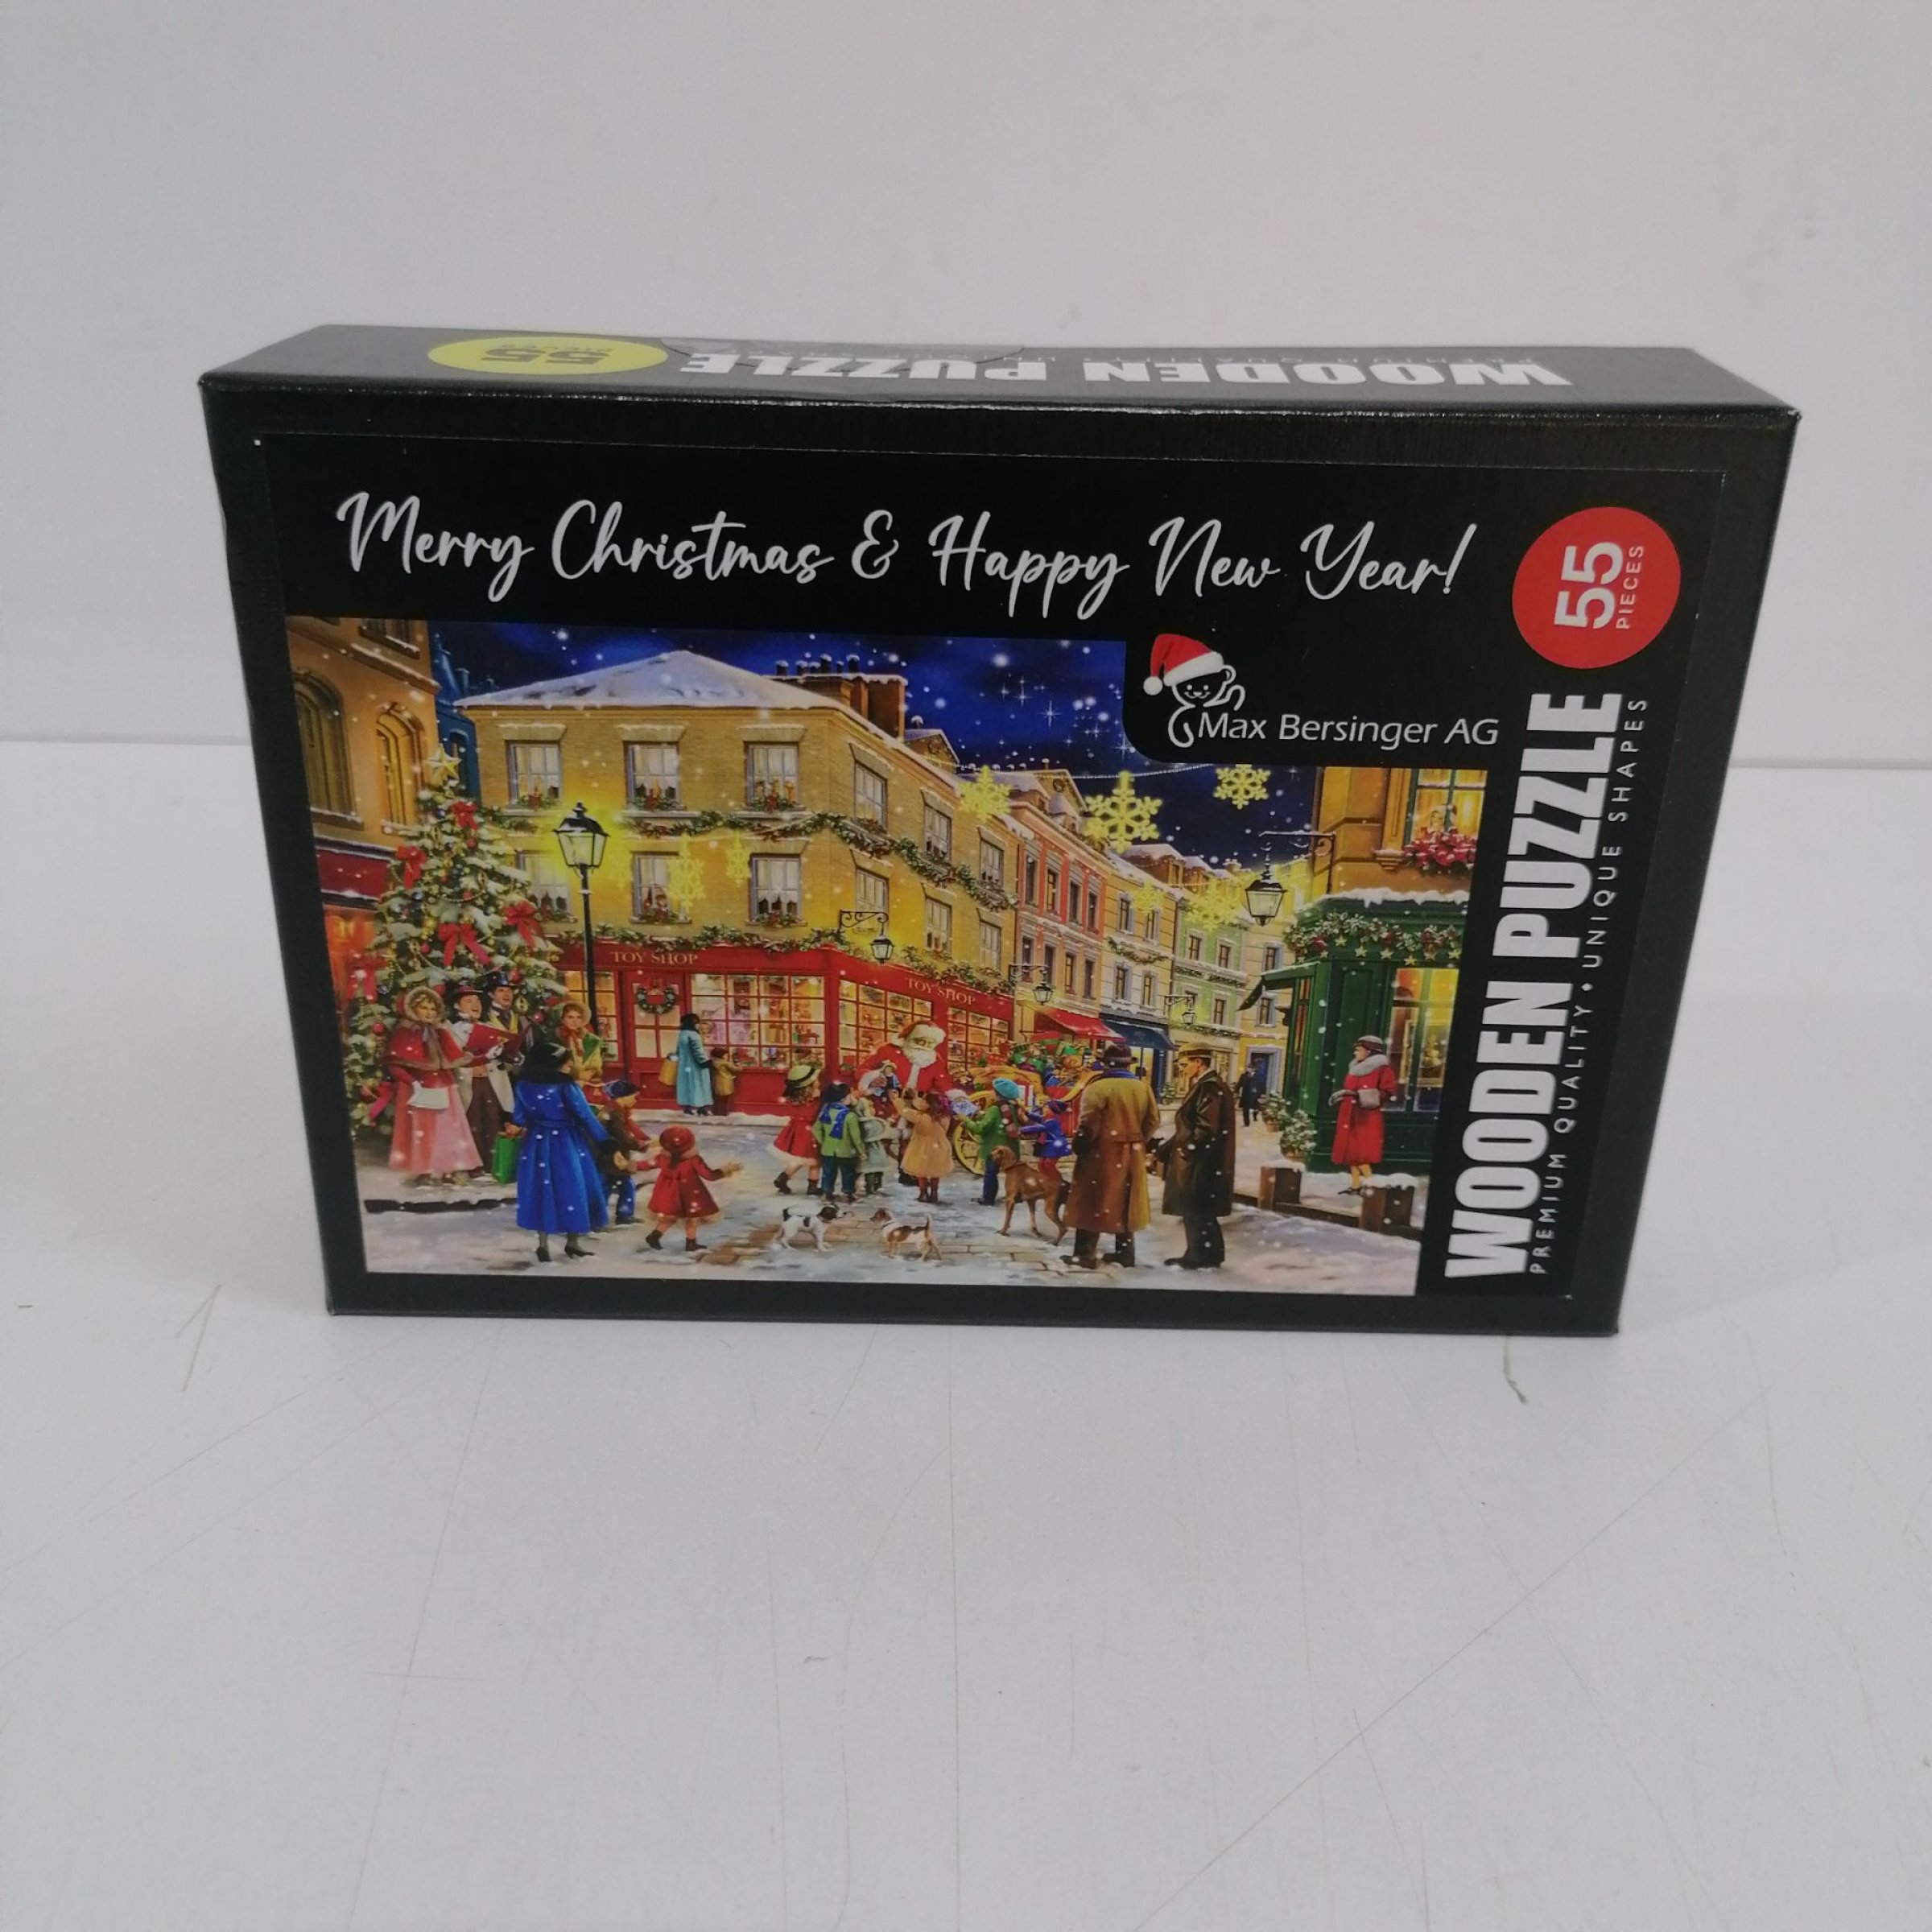 55
PIECES
WOODEN PUZZLE
Merry Christmas & Happy New Year!
55
PIECES
Max Bersinger AG
WOODEN PUZZLE
PREMIUM QUALITY • UNIQUE SHAPES
TOY SHOP
TOY SHOP